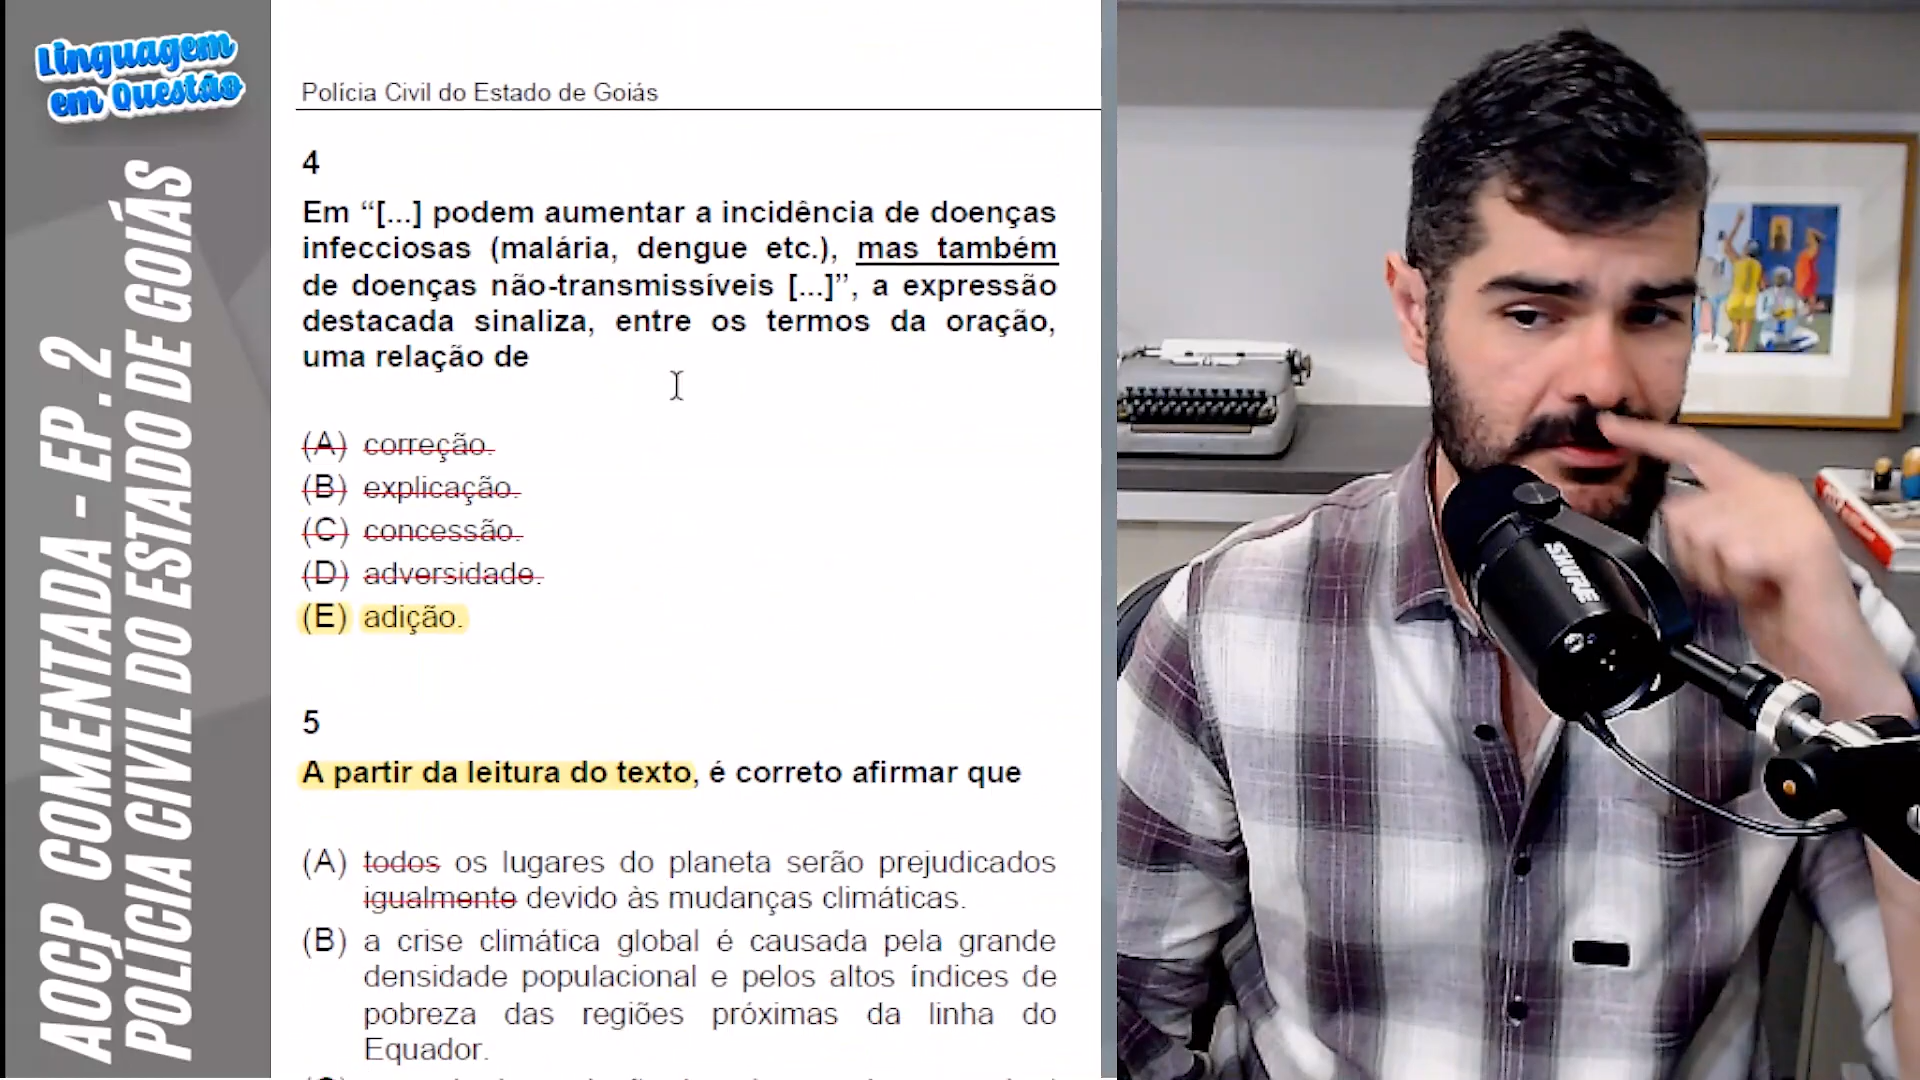 Linguagem
em Questão
AOCP COMENTADA - EP. 2
POLÍCIA CIVIL DO ESTADO DE GOIÁS
Polícia Civil do Estado de Goiás
4
Em “[...] podem aumentar a incidência de doenças
infecciosas (malária, dengue etc.), mas também
de doenças não-transmissíveis [...]”, a expressão
destacada sinaliza, entre os termos da oração,
uma relação de
(A) correção.
(B) explicação.
(C) concessão.
(D) adversidade.
(E) adição.
5
A partir da leitura do texto, é correto afirmar que
(A) todos os lugares do planeta serão prejudicados
igualmente devido às mudanças climáticas.
(B) a crise climática global é causada pela grande
densidade populacional e pelos altos índices de
pobreza das regiões próximas da linha do
Equador.
SHURE